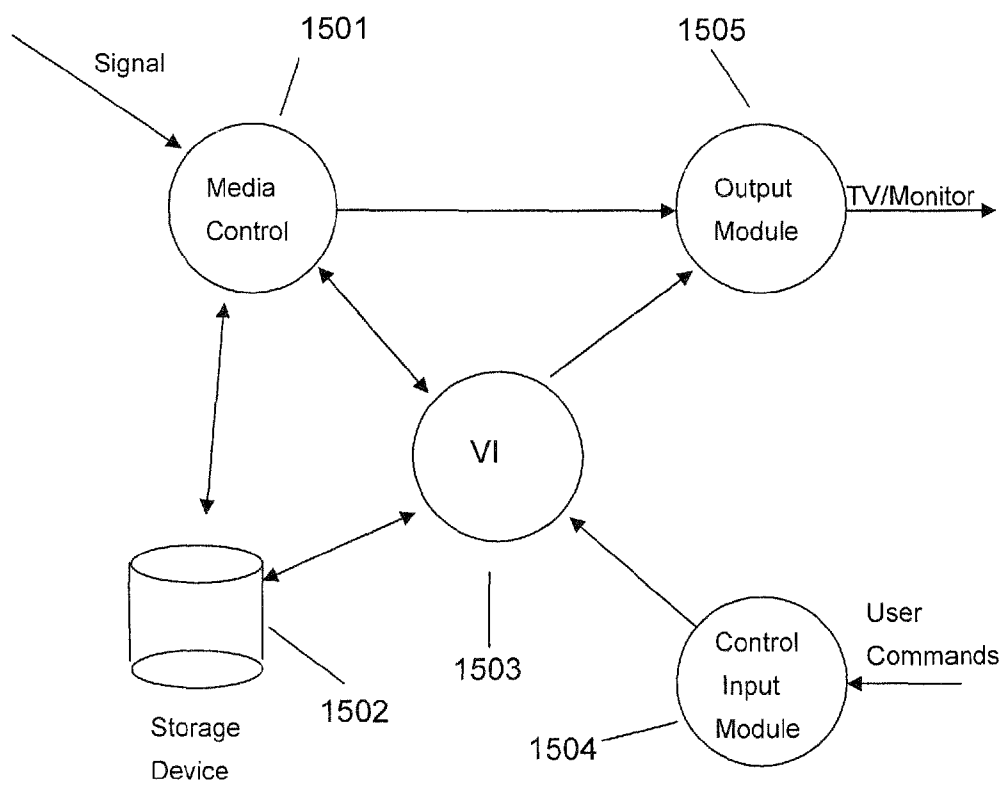 1501
1505
Signal
Media
Control
Output
Module
TV/Monitor
VI
User
Commands
Control
Input
Module
1503
1502
1504
Storage
Device